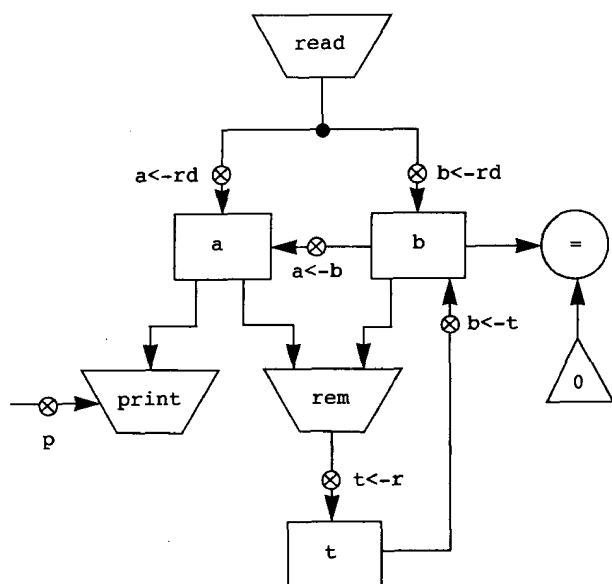 read
a<-rd
b<-rd
a
b
=
a<-b
b<-t
print
rem
0
p
t<-r
t